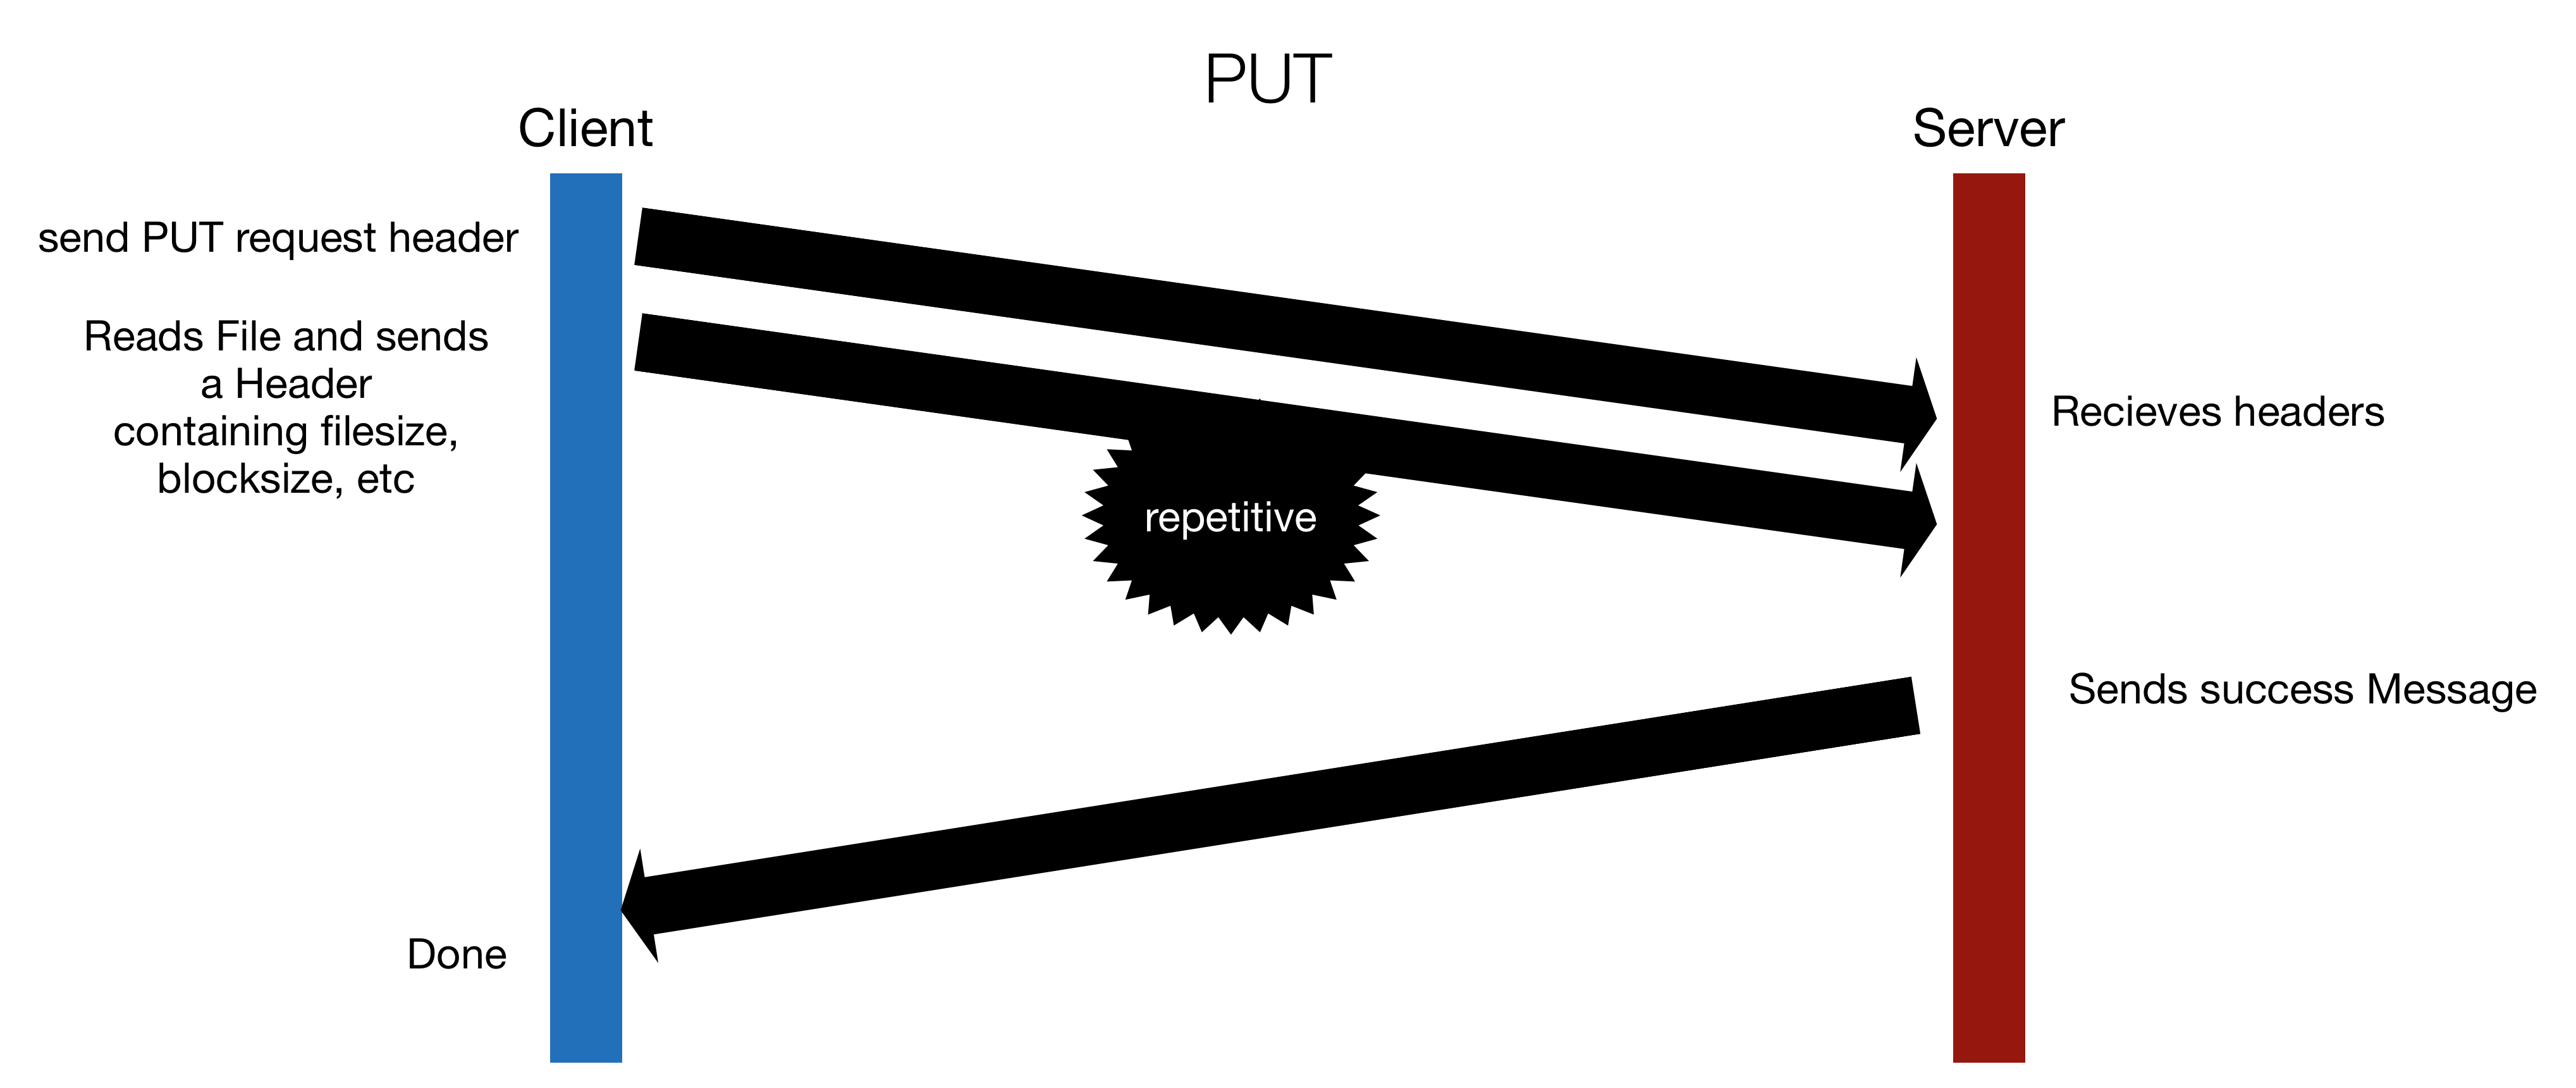 PUT
Client
Server
send PUT request header
Reads File and sends
a Header
containing filesize,
blocksize, etc
Recieves headers
repetitive
Sends success Message
Done